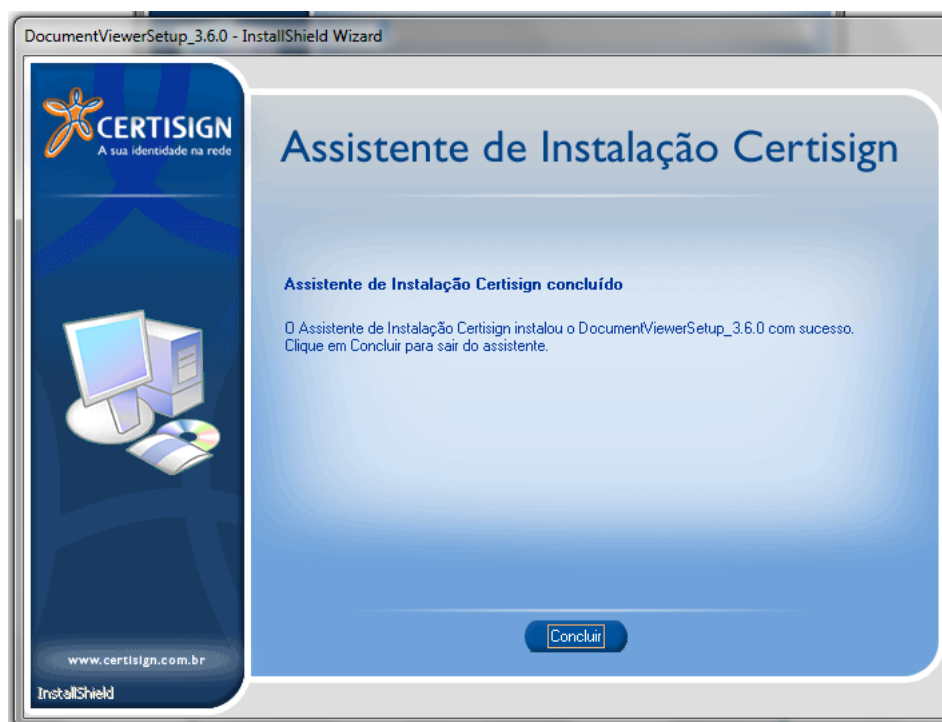 DocumentViewerSetup_3.6.0 - InstallShield Wizard
CERTISIGN
A sua identidade na rede
Assistente de Instalação Certisign
Assistente de Instalação Certisign concluído
O Assistente de Instalação Certisign instalou o DocumentViewerSetup_3.6.0 com sucesso.
Clique em Concluir para sair do assistente.
Concluir
www.certisign.com.br
InstallShield